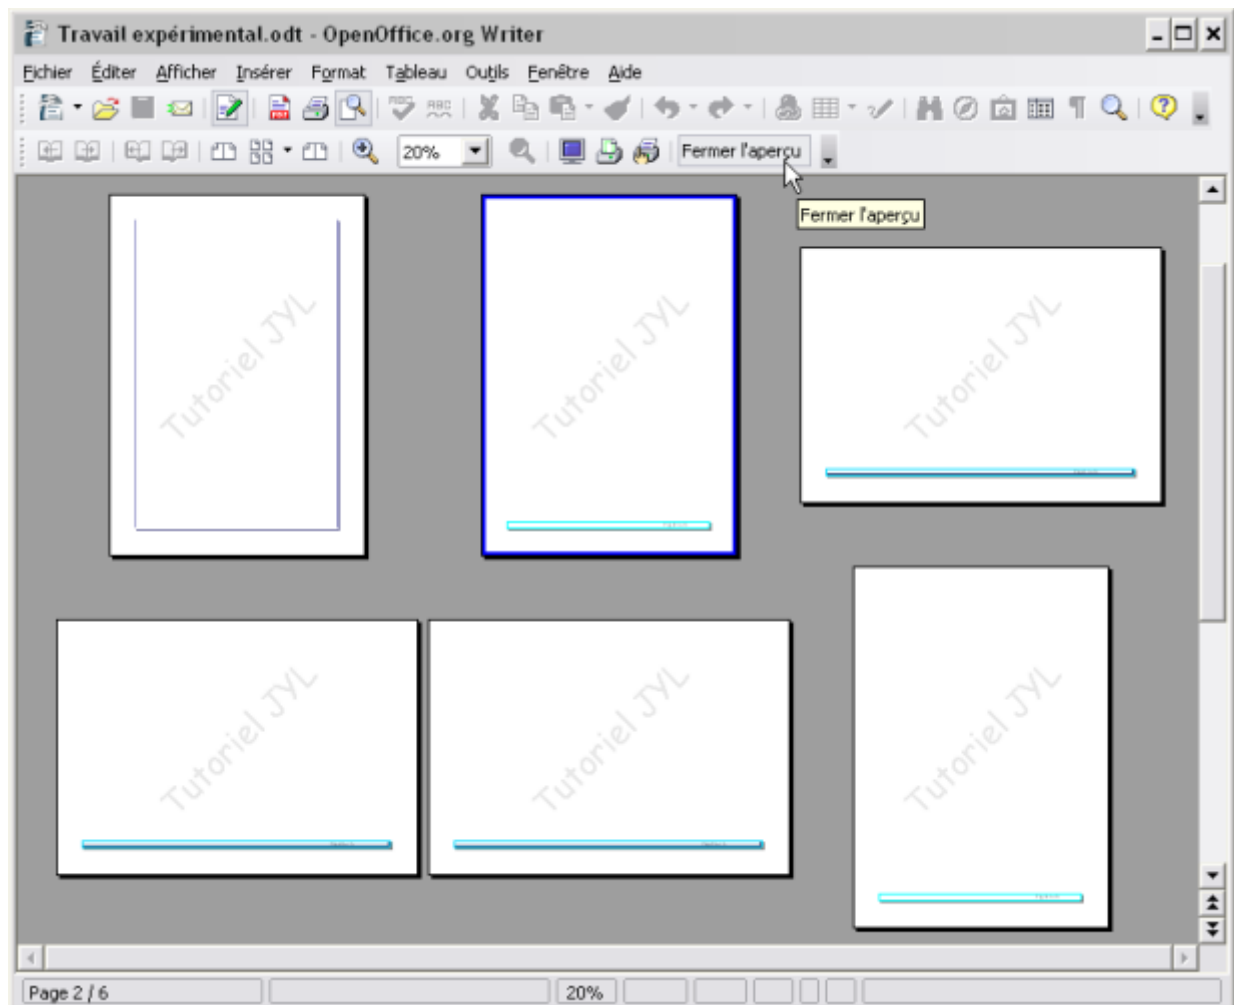 Travail expérimental.odt - OpenOffice.org Writer
Fichier Éditer Afficher Insérer Format Tableau Outils Fenêtre Aide
20% Fermer l'aperçu
Fermer l'aperçu
Tutoriel JYL
Tutoriel JYL
Tutoriel JYL
Tutoriel JYL
Tutoriel JYL
Tutoriel JYL
Page 2 / 6 20%